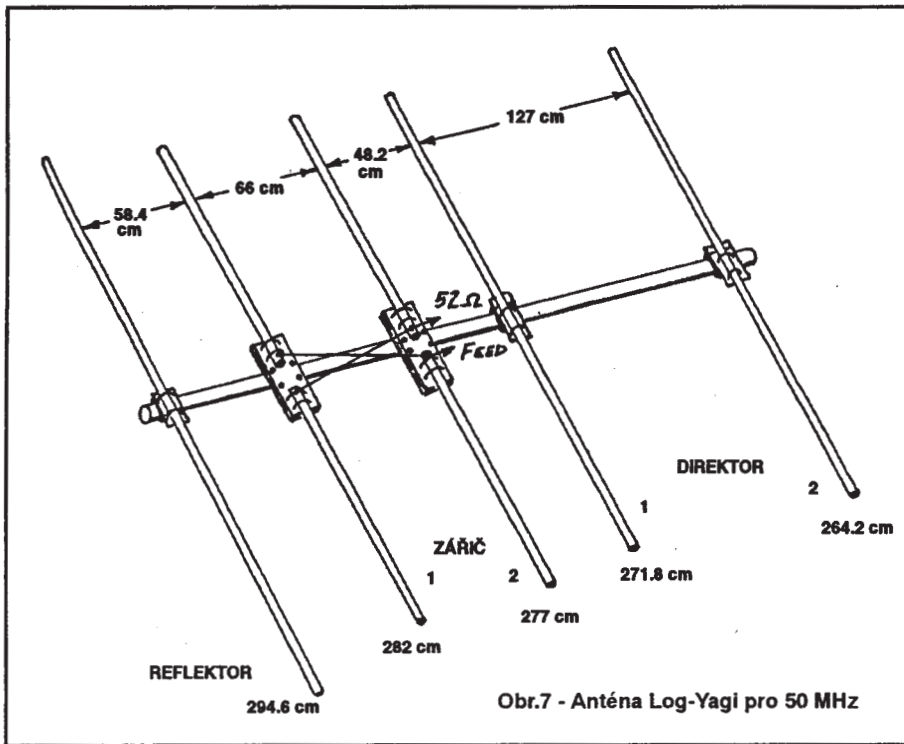 127 cm
48.2
cm
66 cm
58.4
cm
52Ω
FEED
DIREKTOR
1
2
264.2 cm
271.8 cm
ZÁŘIČ
1
2
277 cm
282 cm
REFLEKTOR
294.6 cm
Obr.7 - Anténa Log-Yagi pro 50 MHz